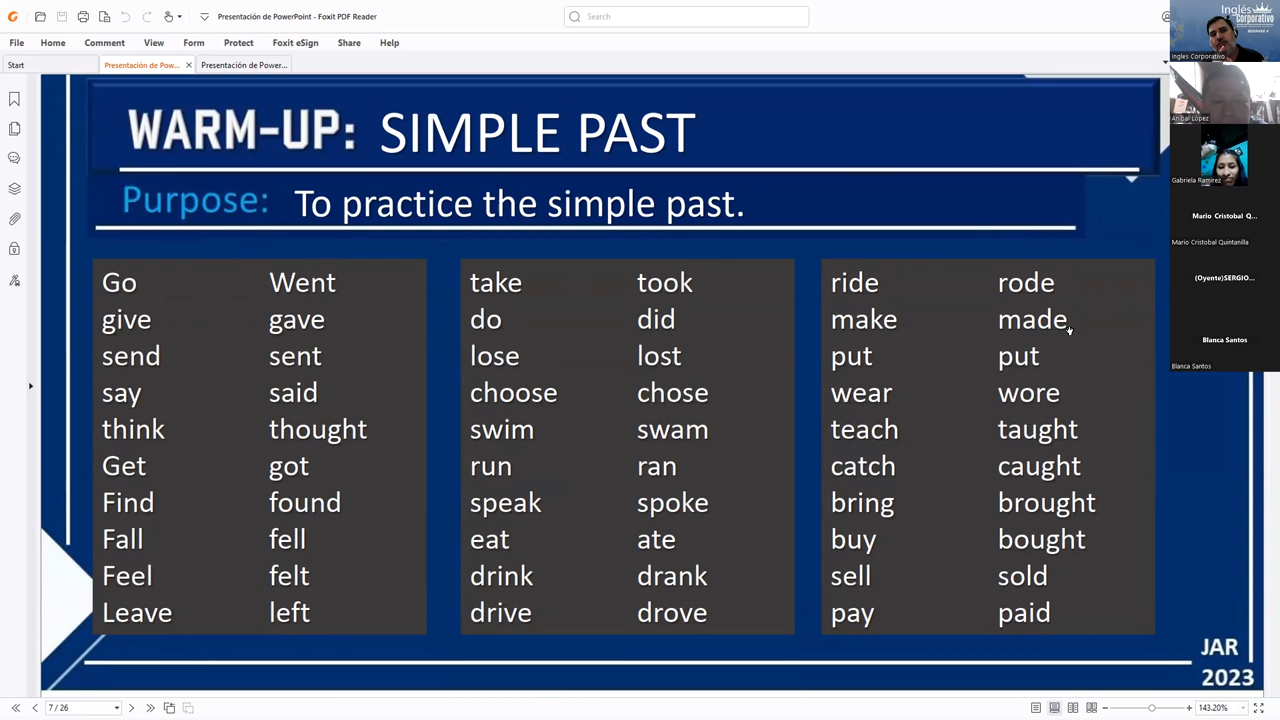 Presentación de PowerPoint - Foxit PDF Reader
Search
File Home Comment View Form Protect Foxit eSign Share Help
Start
Presentación de Pow...
Presentación de Power...
Inglés
Corporativo
BEGINNER 4
Ingles Corporativo
Anibal Lopez
Gabriela Ramirez
Mario Cristobal Q...
Mario Cristobal Quintanilla
(Oyente)SERGIO...
Blanca Santos
Blanca Santos
WARM-UP: SIMPLE PAST
Purpose: To practice the simple past.
Go Went
give gave
send sent
say said
think thought
Get got
Find found
Fall fell
Feel felt
Leave left
take took
do did
lose lost
choose chose
swim swam
run ran
speak spoke
eat ate
drink drank
drive drove
ride rode
make made
put put
wear wore
teach taught
catch caught
bring brought
buy bought
sell sold
pay paid
JAR
2023
7 / 26
143.20%